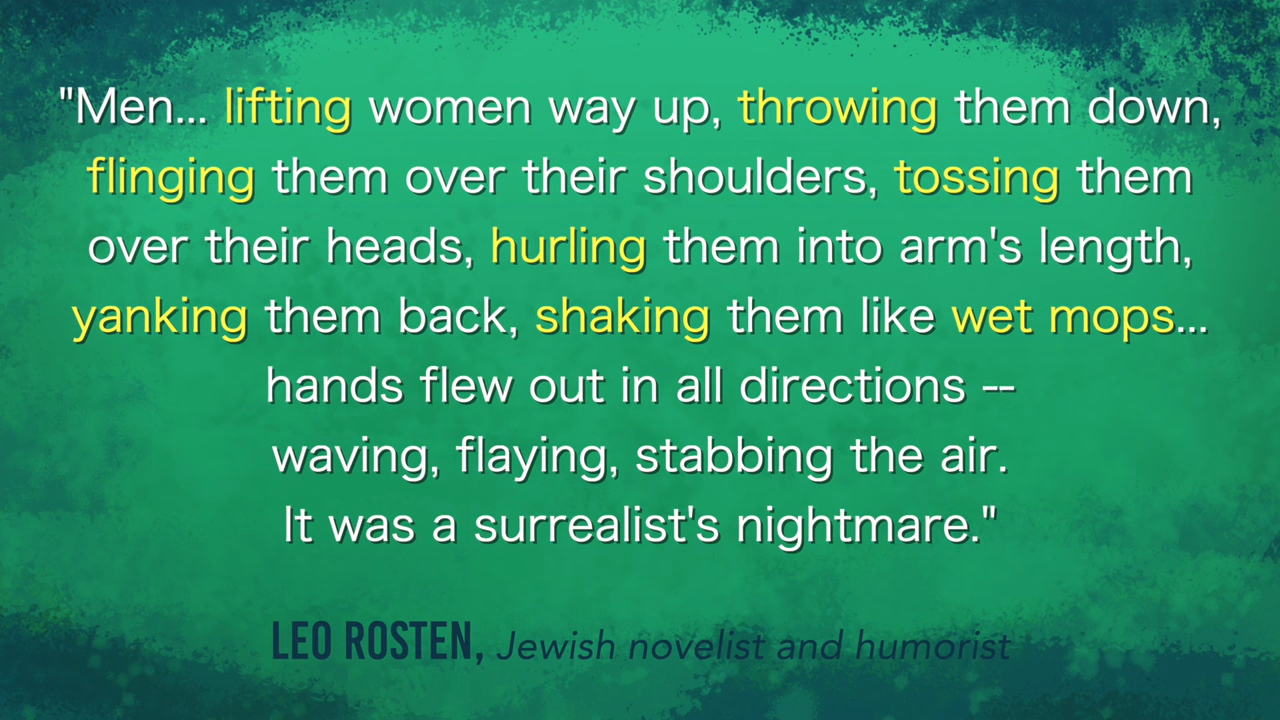 "Men... lifting women way up, throwing them down,
flinging them over their shoulders, tossing them
over their heads, hurling them into arm's length,
yanking them back, shaking them like wet mops...
hands flew out in all directions --
waving, flaying, stabbing the air.
It was a surrealist's nightmare."
LEO ROSTEN, Jewish novelist and humorist